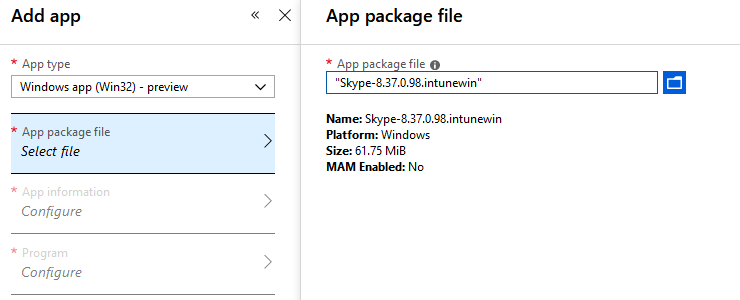 Add app
* App type
Windows app (Win32) - preview
* App package file
Select file
* App information
Configure
* Program
Configure
App package file
* App package file
"Skype-8.37.0.98.intunewin"
Name: Skype-8.37.0.98.intunewin
Platform: Windows
Size: 61.75 MiB
MAM Enabled: No